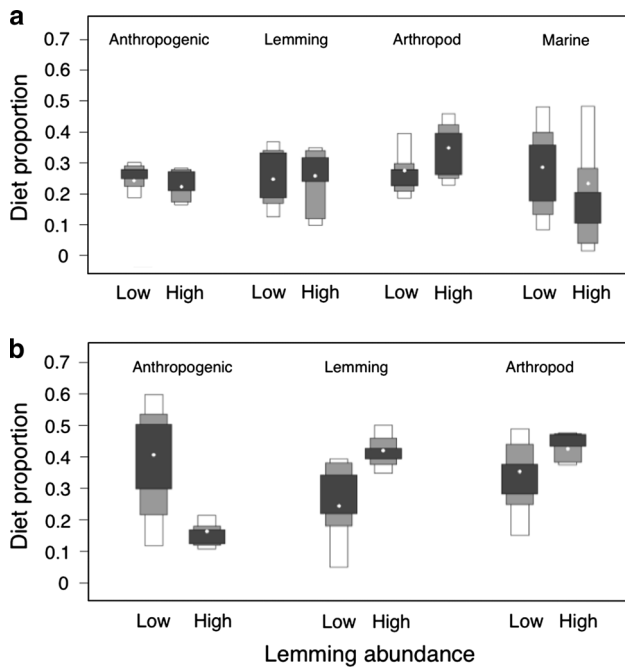 a
Anthropogenic Lemming Arthropod Marine
0.7
0.6
0.5
0.4
0.3
0.2
0.1
0
Diet proportion
Low High Low High Low High Low High
b
Anthropogenic Lemming Arthropod
0.7
0.6
0.5
0.4
0.3
0.2
0.1
0
Diet proportion
Low High Low High Low High
Lemming abundance